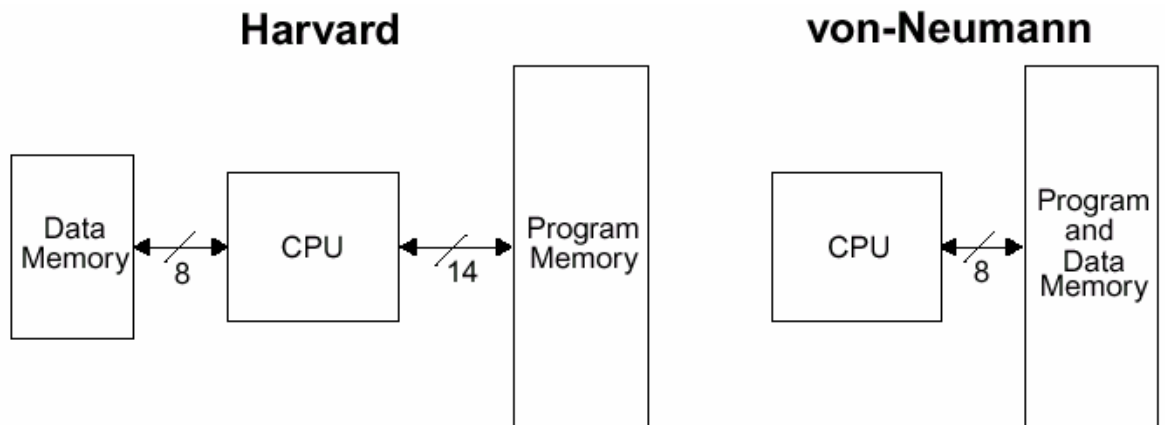 Harvard
von-Neumann
Data
Memory
8
CPU
14
Program
Memory
CPU
8
Program
and
Data
Memory